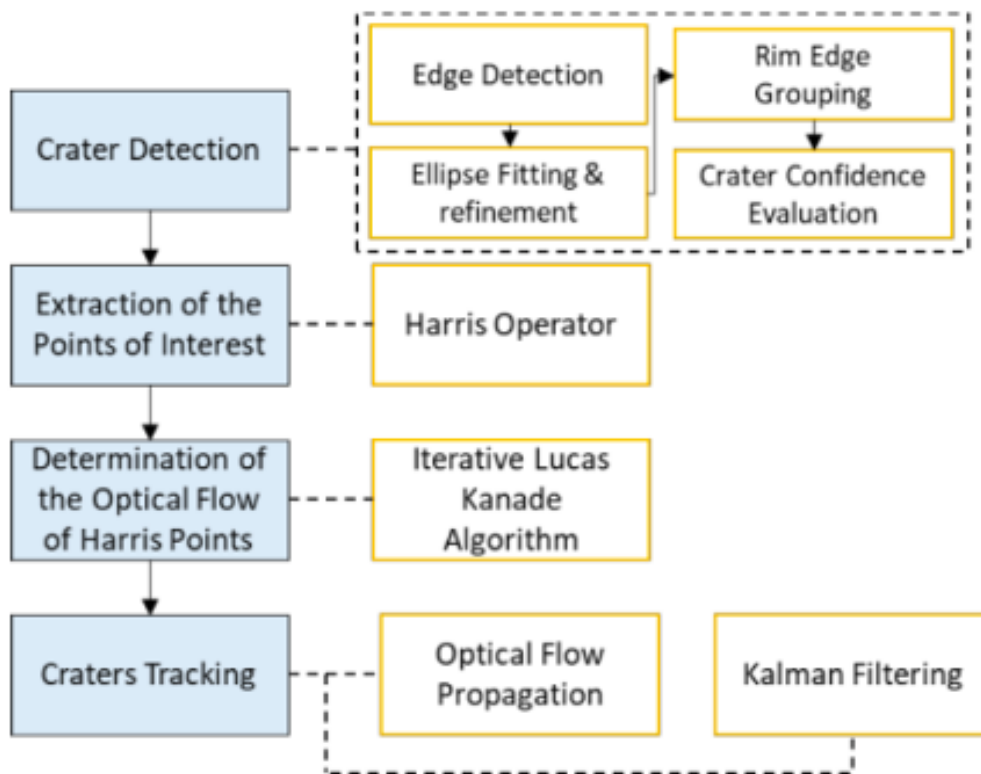 Crater Detection
Edge Detection
Ellipse Fitting &
refinement
Rim Edge
Grouping
Crater Confidence
Evaluation
Extraction of the
Points of Interest
Harris Operator
Determination of
the Optical Flow
of Harris Points
Iterative Lucas
Kanade
Algorithm
Craters Tracking
Optical Flow
Propagation
Kalman Filtering